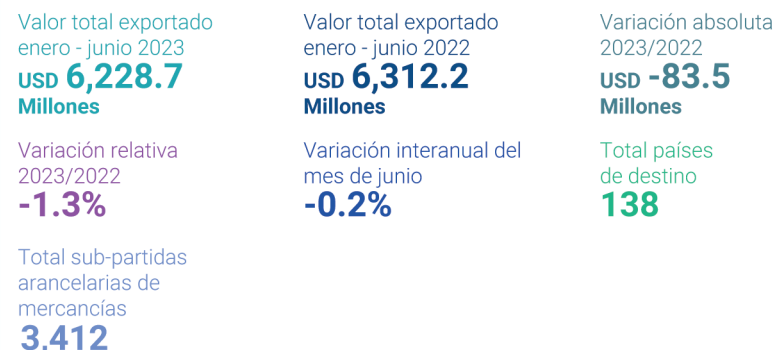 Valor total exportado
enero - junio 2023
USD 6,228.7
Millones
Valor total exportado
enero - junio 2022
USD 6,312.2
Millones
Variación absoluta
2023/2022
USD -83.5
Millones
Variación relativa
2023/2022
-1.3%
Variación interanual del
mes de junio
-0.2%
Total países
de destino
138
Total sub-partidas
arancelarias de
mercancías
3,412